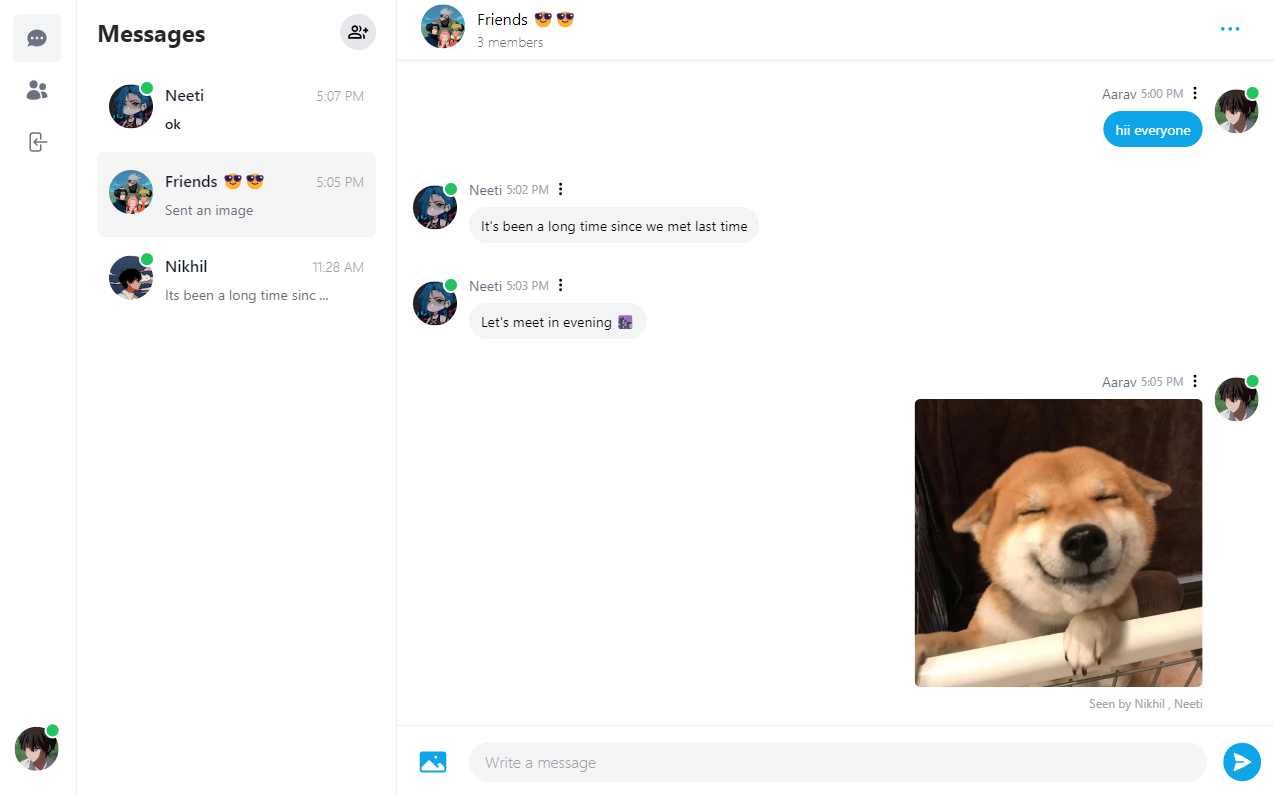 Messages
Neeti 5:07 PM
ok
Friends 😎😎 5:05 PM
Sent an image
Nikhil 11:28 AM
Its been a long time sinc ...
Friends 😎😎
3 members
Aarav 5:00 PM
hii everyone
Neeti 5:02 PM
It's been a long time since we met last time
Neeti 5:03 PM
Let's meet in evening 🌆
Aarav 5:05 PM
Seen by Nikhil , Neeti
Write a message